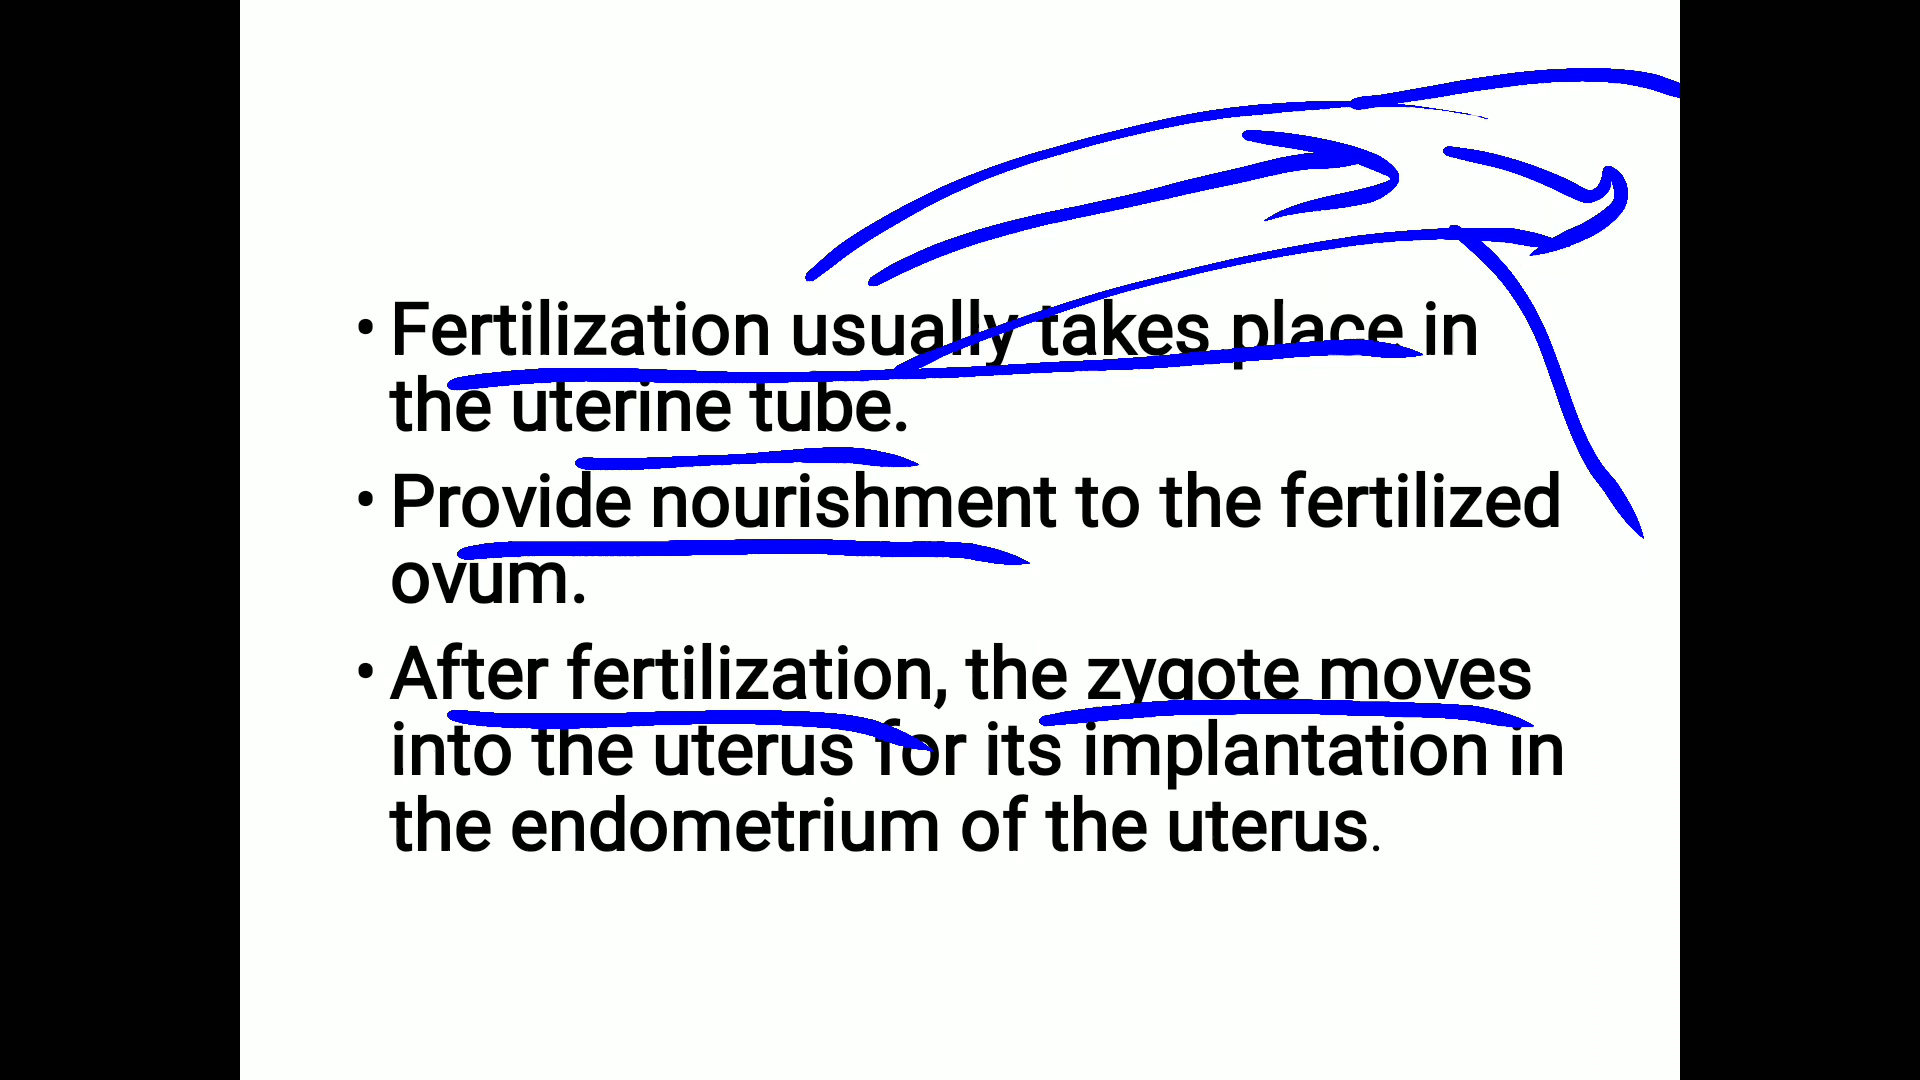 • Fertilization usually takes place in
the uterine tube.
• Provide nourishment to the fertilized
ovum.
• After fertilization, the zygote moves
into the uterus for its implantation in
the endometrium of the uterus.